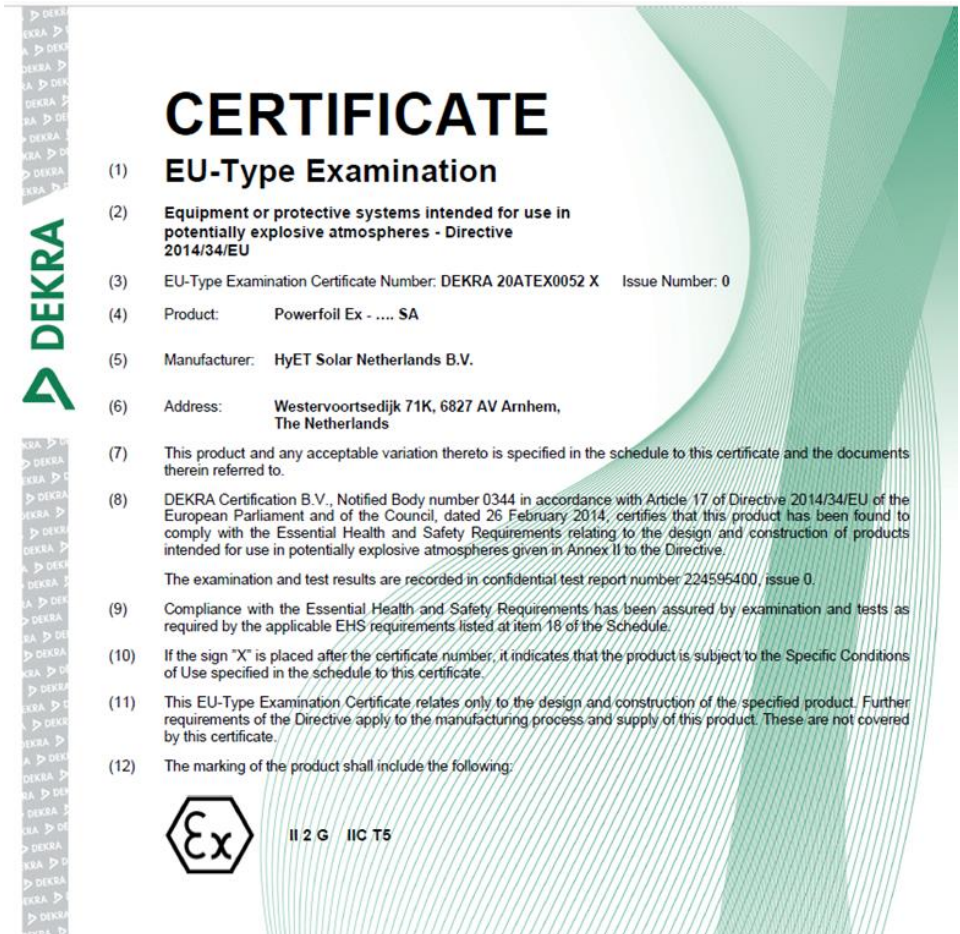 CERTIFICATE
(1) EU-Type Examination
(2) Equipment or protective systems intended for use in
potentially explosive atmospheres - Directive
2014/34/EU
(3) EU-Type Examination Certificate Number: DEKRA 20ATEX0052 X Issue Number: 0
(4) Product: Powerfoil Ex - .... SA
(5) Manufacturer: HyET Solar Netherlands B.V.
(6) Address: Westervoortsedijk 71K, 6827 AV Arnhem,
The Netherlands
(7) This product and any acceptable variation thereto is specified in the schedule to this certificate and the documents
therein referred to.
(8) DEKRA Certification B.V., Notified Body number 0344 in accordance with Article 17 of Directive 2014/34/EU of the
European Parliament and of the Council, dated 26 February 2014, certifies that this product has been found to
comply with the Essential Health and Safety Requirements relating to the design and construction of products
intended for use in potentially explosive atmospheres given in Annex II to the Directive.
The examination and test results are recorded in confidential test report number 224595400, issue 0.
(9) Compliance with the Essential Health and Safety Requirements has been assured by examination and tests as
required by the applicable EHS requirements listed at item 18 of the Schedule.
(10) If the sign "X" is placed after the certificate number, it indicates that the product is subject to the Specific Conditions
of Use specified in the schedule to this certificate.
(11) This EU-Type Examination Certificate relates only to the design and construction of the specified product. Further
requirements of the Directive apply to the manufacturing process and supply of this product. These are not covered
by this certificate.
(12) The marking of the product shall include the following:
Ex II 2 G IIC T5
DEKRA